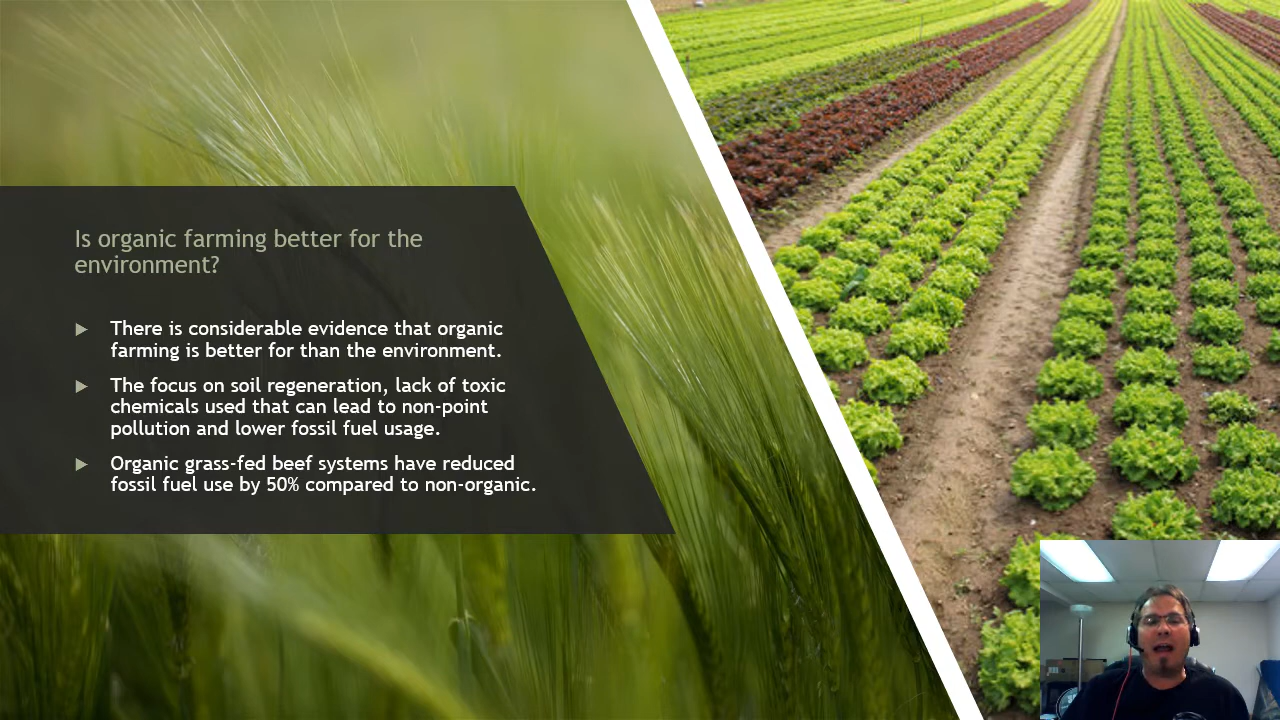 Is organic farming better for the
environment?
There is considerable evidence that organic
farming is better for than the environment.
The focus on soil regeneration, lack of toxic
chemicals used that can lead to non-point
pollution and lower fossil fuel usage.
Organic grass-fed beef systems have reduced
fossil fuel use by 50% compared to non-organic.